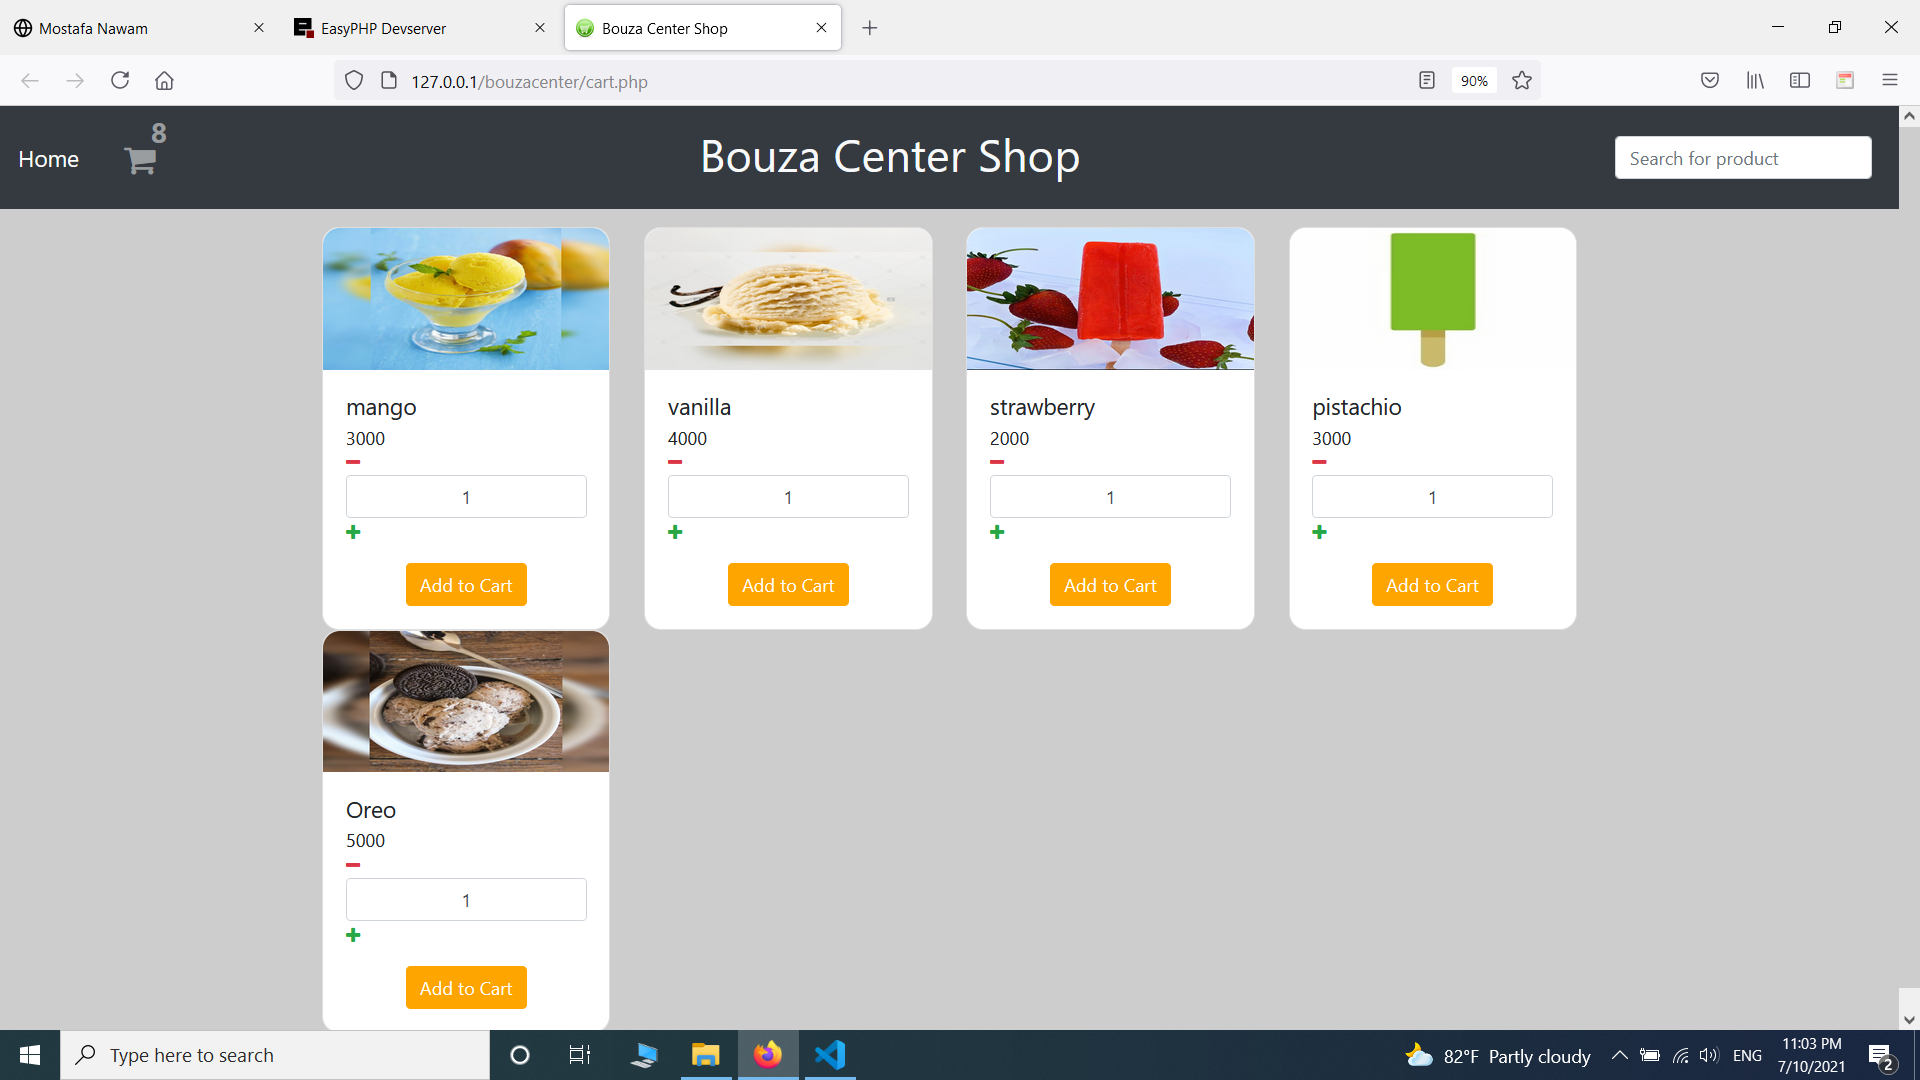 Mostafa Nawam
EasyPHP Devserver
Bouza Center Shop
127.0.0.1/bouzacenter/cart.php
90%
Home
8
Bouza Center Shop
Search for product
mango
3000
1
Add to Cart
vanilla
4000
1
Add to Cart
strawberry
2000
1
Add to Cart
pistachio
3000
1
Add to Cart
Oreo
5000
1
Add to Cart
Type here to search
82°F Partly cloudy
ENG
11:03 PM
7/10/2021
2